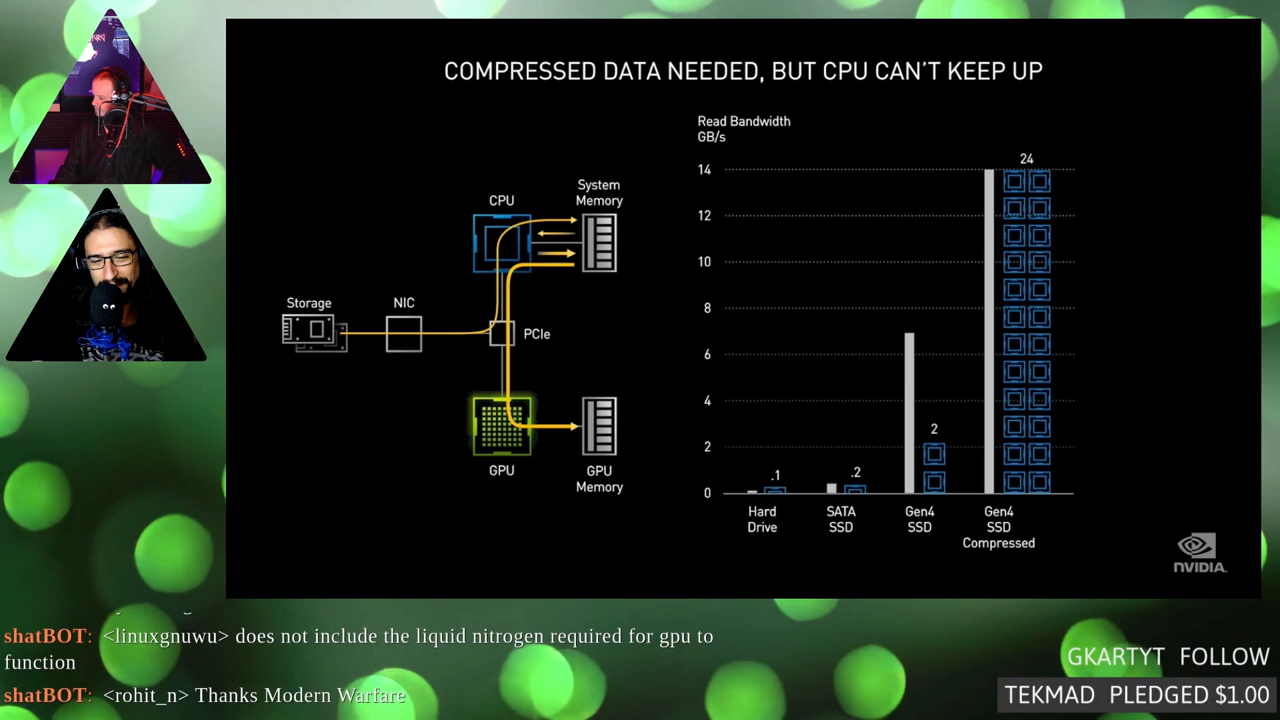 COMPRESSED DATA NEEDED, BUT CPU CAN'T KEEP UP
Read Bandwidth
GB/s
System
Memory
CPU
Storage
NIC
PCIe
GPU
GPU
Memory
14
12
10
8
6
4
2
0
.1
.2
2
24
Hard
Drive
SATA
SSD
Gen4
SSD
Gen4
SSD
Compressed
NVIDIA.
shatBOT: <linuxgnuwu> does not include the liquid nitrogen required for gpu to
function
shatBOT: <rohit_n> Thanks Modern Warfare
GKARTYT FOLLOW
TEKMAD PLEDGED $1.00